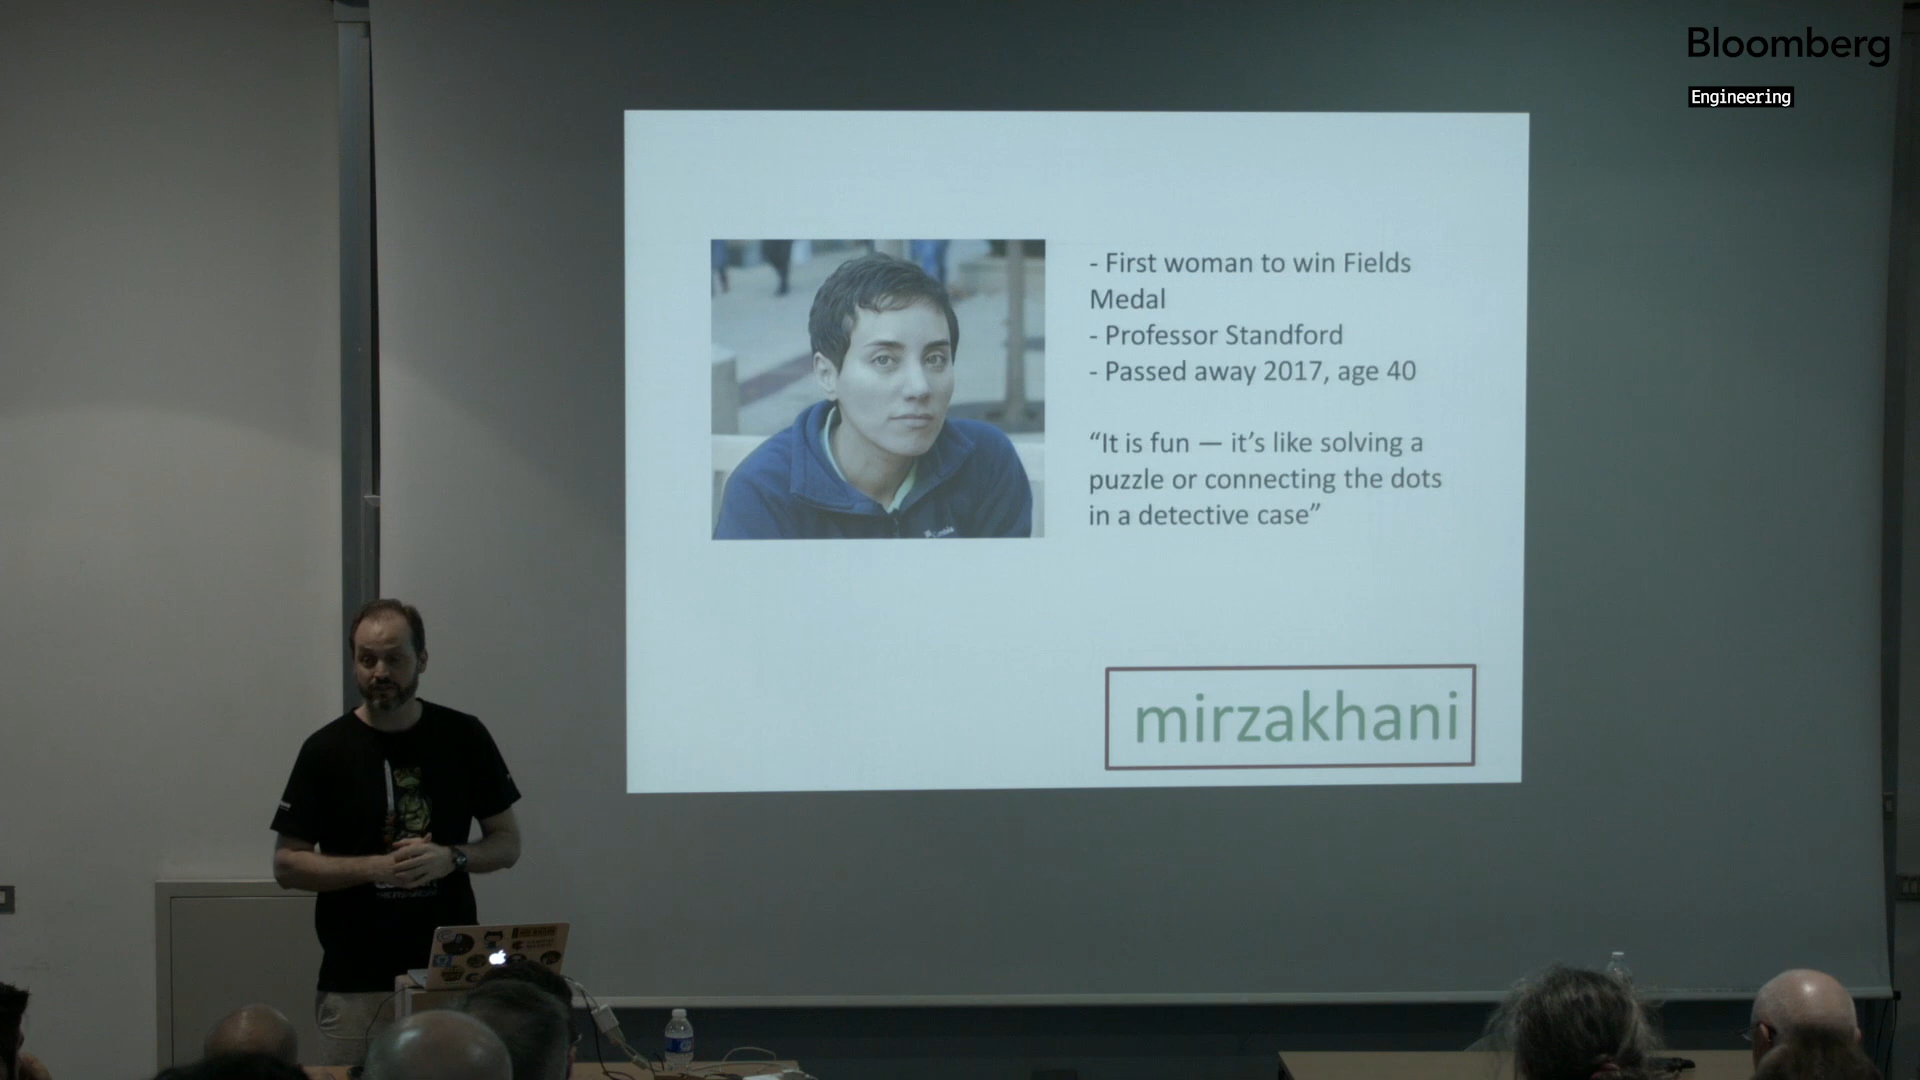 Bloomberg
Engineering
- First woman to win Fields
Medal
- Professor Standford
- Passed away 2017, age 40
“It is fun — it’s like solving a
puzzle or connecting the dots
in a detective case”
mirzakhani